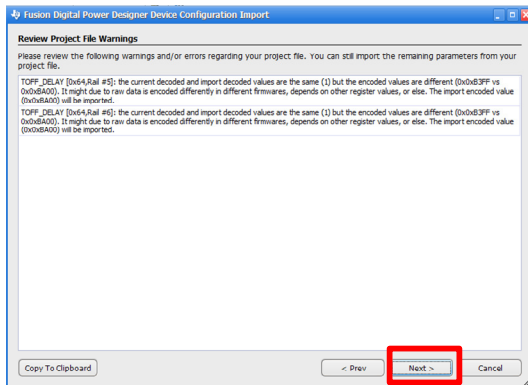 Fusion Digital Power Designer Device Configuration Import
Review Project File Warnings
Please review the following warnings and/or errors regarding your project file. You can still import the remaining parameters from your
project file.
TOFF_DELAY [0x64,Rail #5]: the current decoded and import decoded values are the same (1) but the encoded values are different (0x0xB3FF vs
0x0xBA00). It might due to raw data is encoded differently in different firmwares, depends on other register values, or else. The import encoded value
(0x0xBA00) will be imported.
TOFF_DELAY [0x64,Rail #6]: the current decoded and import decoded values are the same (1) but the encoded values are different (0x0xB3FF vs
0x0xBA00). It might due to raw data is encoded differently in different firmwares, depends on other register values, or else. The import encoded value
(0x0xBA00) will be imported.
Copy To Clipboard
< Prev
Next >
Cancel